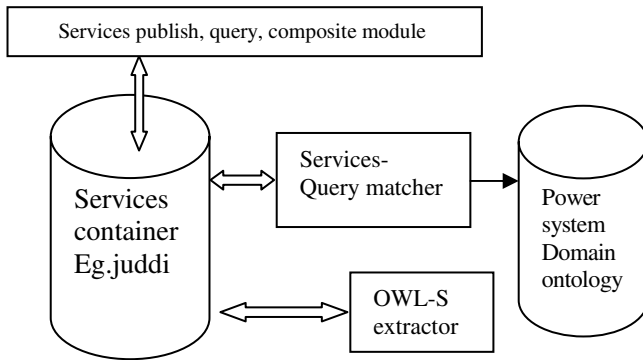 Services publish, query, composite module
Services
container
Eg.juddi
Services-
Query matcher
Power
system
Domain
ontology
OWL-S
extractor